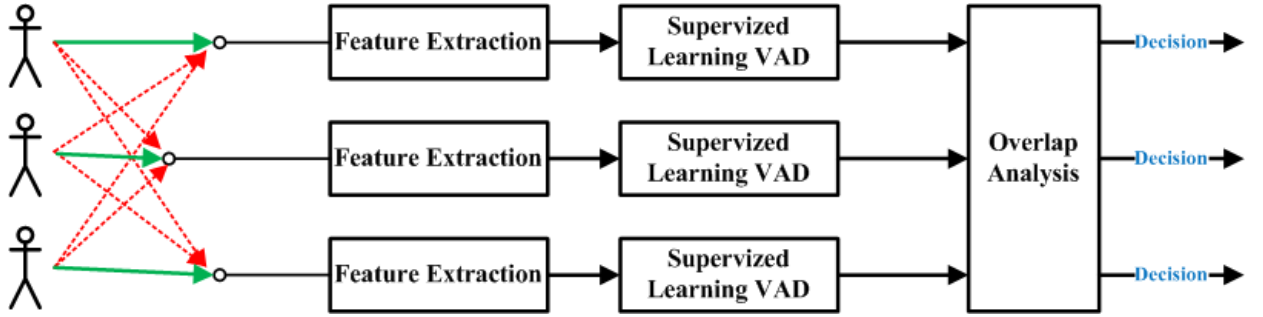 Feature Extraction
Supervized
Learning VAD
Decision
Feature Extraction
Supervized
Learning VAD
Overlap
Analysis
Decision
Feature Extraction
Supervized
Learning VAD
Decision